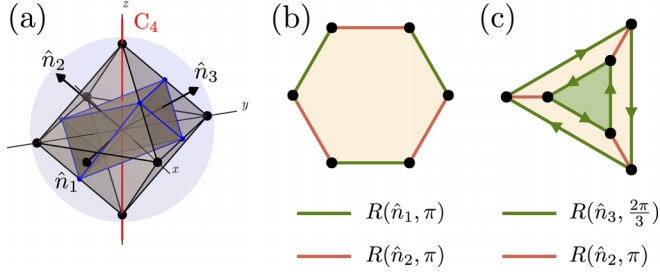 (a)
z
C₄
n̂₂
n̂₃
y
x
n̂₁
(b)
R(n̂₁, π)
R(n̂₂, π)
(c)
R(n̂₃, 2π/3)
R(n̂₂, π)